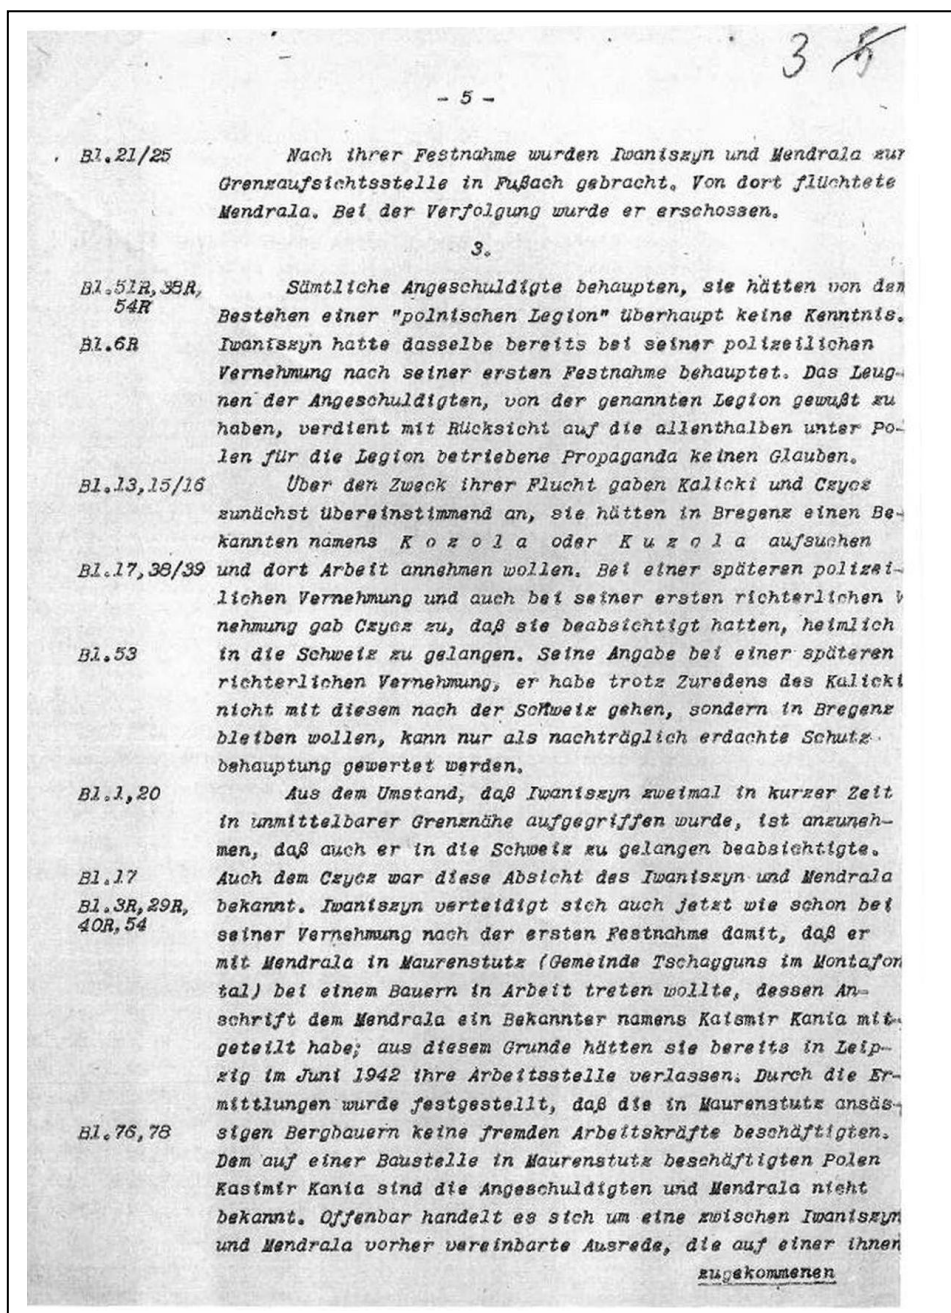 3 5
- 5 -
Bl.21/25 Nach ihrer Festnahme wurden Iwaniszyn und Mendrala zur
Grenzaufsichtsstelle in Fußach gebracht. Von dort flüchtete
Mendrala. Bei der Verfolgung wurde er erschossen.
3.
Bl.51R,38R, Sämtliche Angeschuldigte behaupten, sie hätten von dem
54R Bestehen einer "polnischen Legion" überhaupt keine Kenntnis.
Bl.6R Iwaniszyn hatte dasselbe bereits bei seiner polizeilichen
Vernehmung nach seiner ersten Festnahme behauptet. Das Leug-
nen der Angeschuldigten, von der genannten Legion gewußt zu
haben, verdient mit Rücksicht auf die allenthalben unter Po-
len für die Legion betriebene Propaganda keinen Glauben.
Bl.13,15/16 Über den Zweck ihrer Flucht gaben Kalicki und Czycz
zunächst übereinstimmend an, sie hätten in Bregenz einen Be-
kannten namens K o z o l a oder K u z o l a aufsuchen
Bl.17,38/39 und dort Arbeit annehmen wollen. Bei einer späteren polizei-
lichen Vernehmung und auch bei seiner ersten richterlichen V
nehmung gab Czycz zu, daß sie beabsichtigt hatten, heimlich
Bl.53 in die Schweiz zu gelangen. Seine Angabe bei einer späteren
richterlichen Vernehmung, er habe trotz Zuredens des Kalicki
nicht mit diesem nach der Schweiz gehen, sondern in Bregenz
bleiben wollen, kann nur als nachträglich erdachte Schutz-
behauptung gewertet werden.
Bl.1,20 Aus dem Umstand, daß Iwaniszyn zweimal in kurzer Zeit
in unmittelbarer Grenznähe aufgegriffen wurde, ist anzuneh-
men, daß auch er in die Schweiz zu gelangen beabsichtigte.
Bl.17 Auch dem Czycz war diese Absicht des Iwaniszyn und Mendrala
Bl.3R,29R, bekannt. Iwaniszyn verteidigt sich auch jetzt wie schon bei
40R,54 seiner Vernehmung nach der ersten Festnahme damit, daß er
mit Mendrala in Maurenstutz (Gemeinde Tschagguns im Montafon
tal) bei einem Bauern in Arbeit treten wollte, dessen An-
schrift dem Mendrala ein Bekannter namens Kaismir Kania mit-
geteilt habe; aus diesem Grunde hätten sie bereits in Leip-
zig im Juni 1942 ihre Arbeitsstelle verlassen. Durch die Er-
mittlungen wurde festgestellt, daß die in Maurenstutz ansäs-
Bl.76,78 sigen Bergbauern keine fremden Arbeitskräfte beschäftigten.
Dem auf einer Baustelle in Maurenstutz beschäftigten Polen
Kasimir Kania sind die Angeschuldigten und Mendrala nicht
bekannt. Offenbar handelt es sich um eine zwischen Iwaniszyn
und Mendrala vorher vereinbarte Ausrede, die auf einer ihnen
zugekommenen